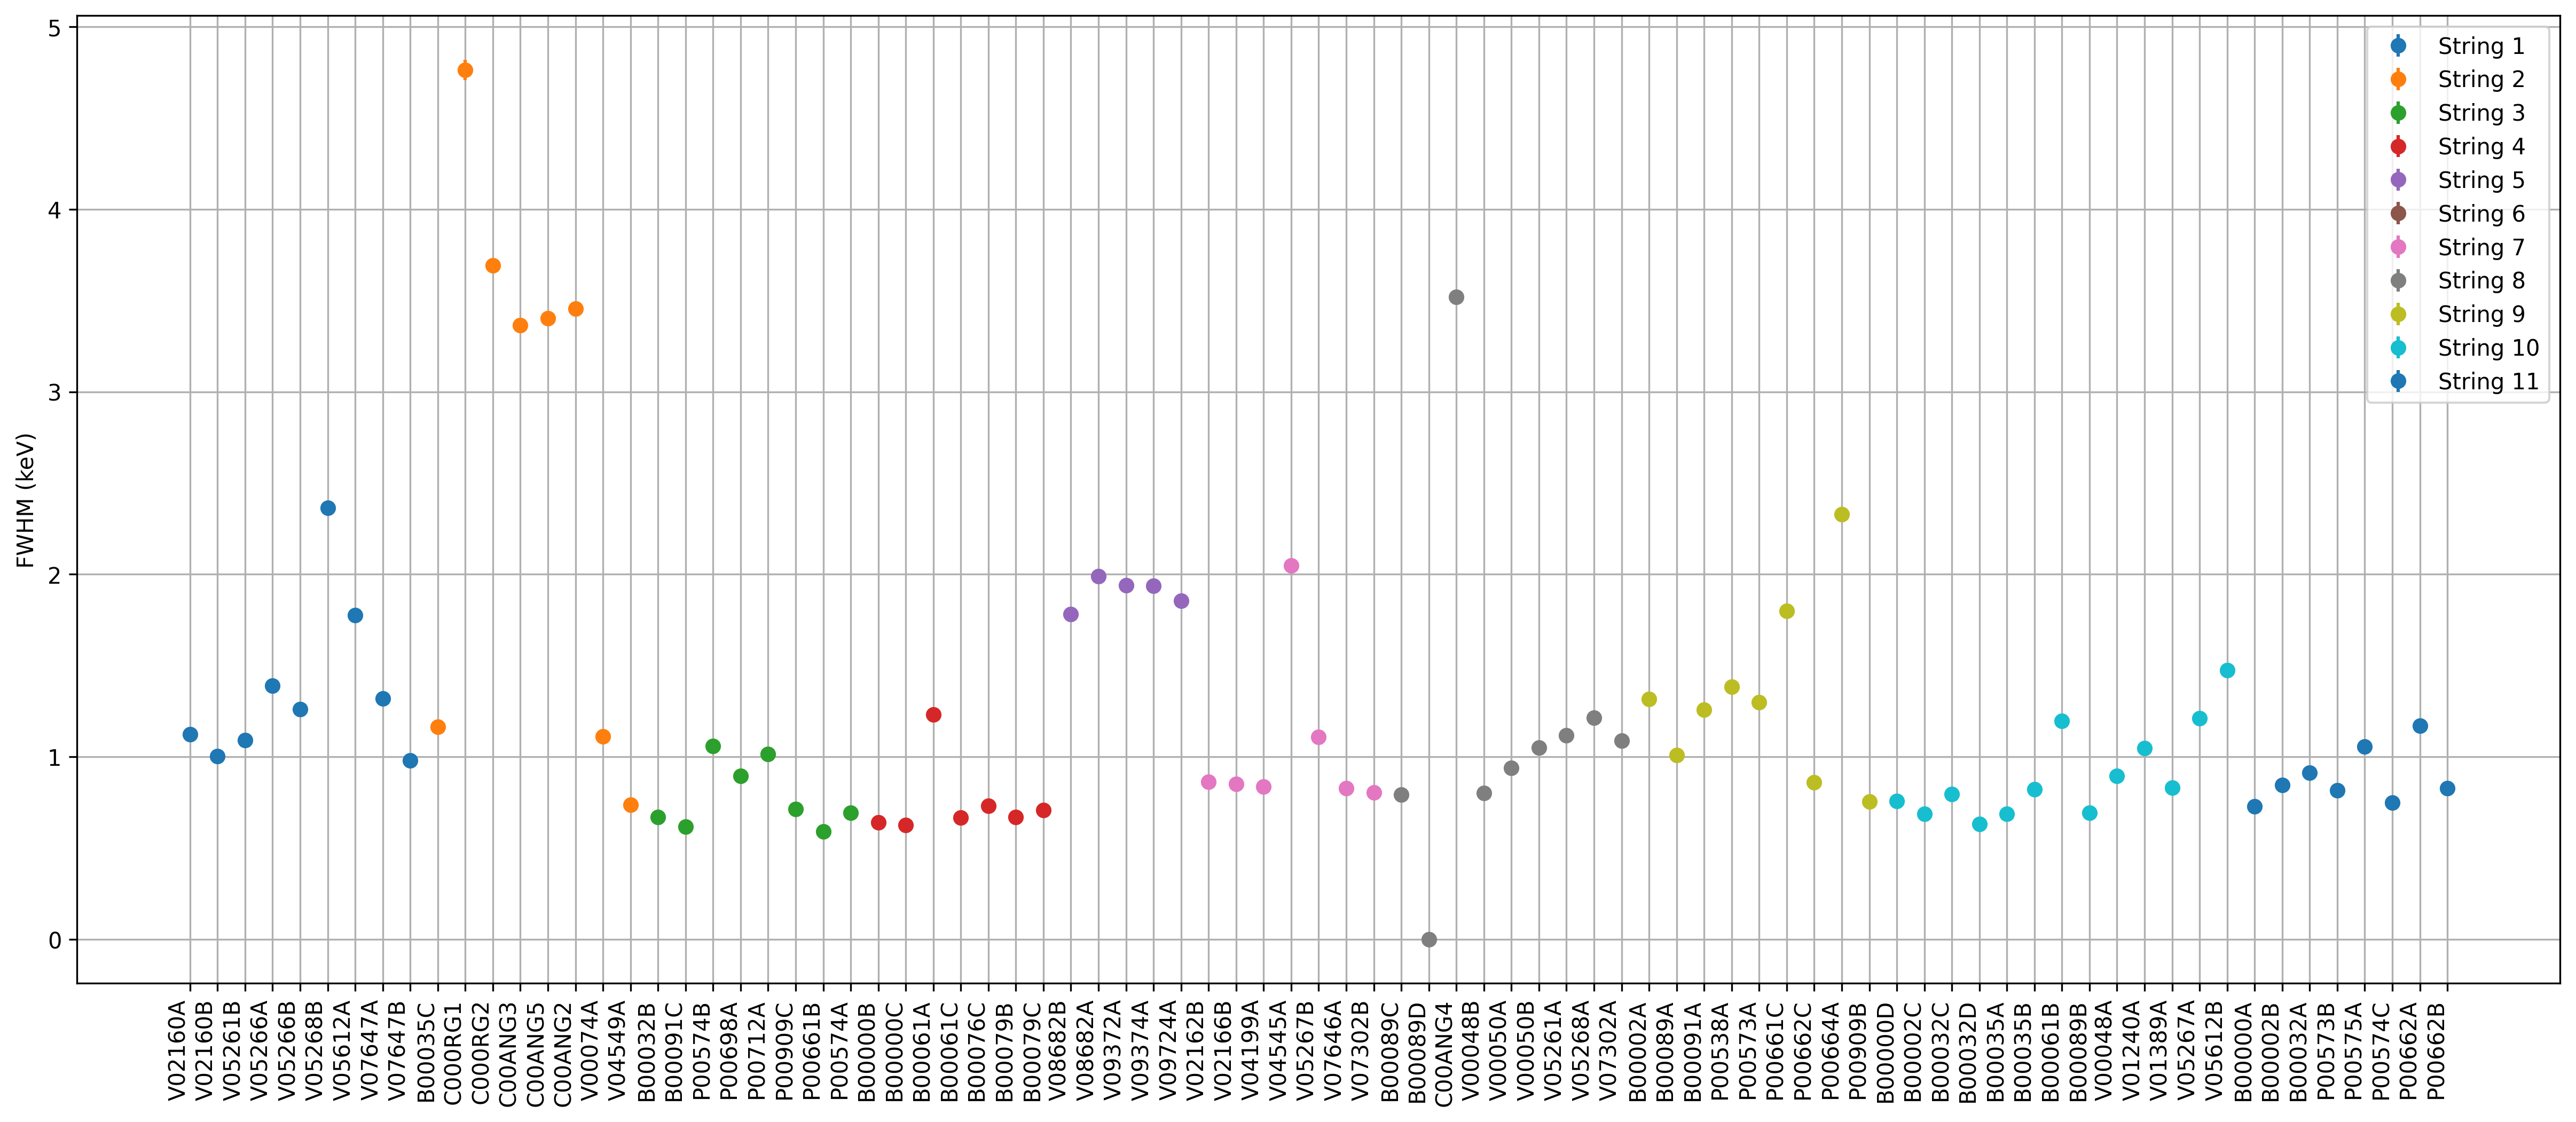 FWHM (keV)
5
4
3
2
1
0
String 1
String 2
String 3
String 4
String 5
String 6
String 7
String 8
String 9
String 10
String 11
V02160A
V02160B
V05261B
V05266A
V05266B
V05268B
V05612A
V07647A
V07647B
B00035C
C000RG1
C000RG2
C00ANG3
C00ANG5
C00ANG2
V00074A
V04549A
B00032B
B00091C
P00574B
P00698A
P00712A
P00909C
P00661B
P00574A
B00000B
B00000C
B00061A
B00061C
B00076C
B00079B
B00079C
V08682B
V08682A
V09372A
V09374A
V09724A
V02162B
V02166B
V04199A
V04545A
V05267B
V07646A
V07302B
B00089C
B00089D
C00ANG4
V00048B
V00050A
V00050B
V05261A
V05268A
V07302A
B00002A
B00089A
B00091A
P00538A
P00573A
P00661C
P00662C
P00664A
P00909B
B00000D
B00002C
B00032C
B00032D
B00035A
B00035B
B00061B
B00089B
V00048A
V01240A
V01389A
V05267A
V05612B
B00000A
B00002B
B00032A
P00573B
P00575A
P00574C
P00662A
P00662B